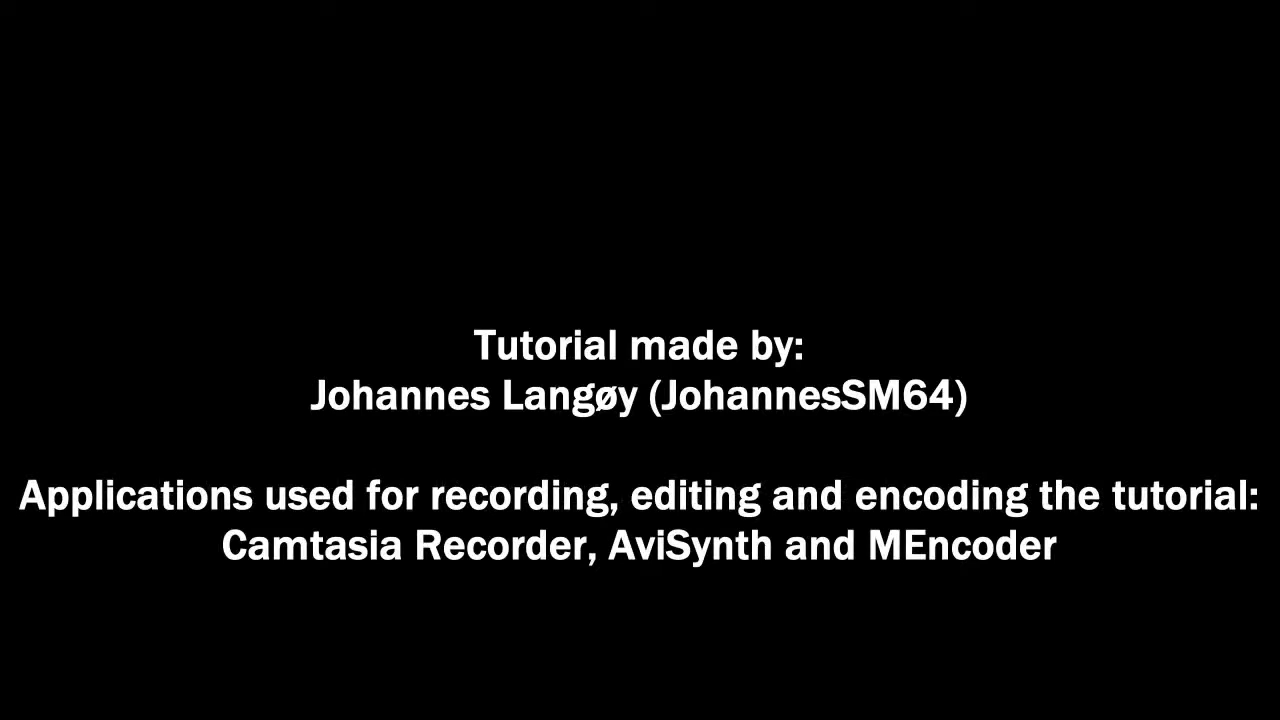 Tutorial made by:
Johannes Langøy (JohannesSM64)
Applications used for recording, editing and encoding the tutorial:
Camtasia Recorder, AviSynth and MEncoder